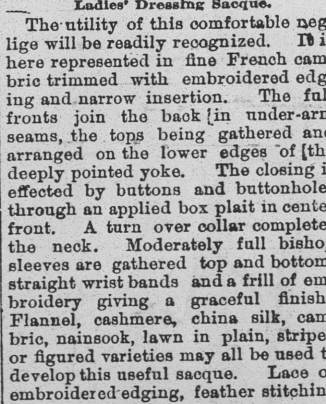 Ladies' Dressing Sacque.
The utility of this comfortable neg
lige will be readily recognized. It i
here represented in fine French cam
bric trimmed with embroidered edg
ing and narrow insertion. The ful
fronts join the back [in under-arm
seams, the tops being gathered and
arranged on the lower edges of [th
deeply pointed yoke. The closing i
effected by buttons and buttonhole
through an applied box plait in cente
front. A turn over collar complete
the neck. Moderately full bisho
sleeves are gathered top and bottom
straight wrist bands and a frill of em
broidery giving a graceful finish
Flannel, cashmere, china silk, cam
bric, nainsook, lawn in plain, stripe
or figured varieties may all be used t
develop this useful sacque. Lace o
embroidered edging, feather stitchin